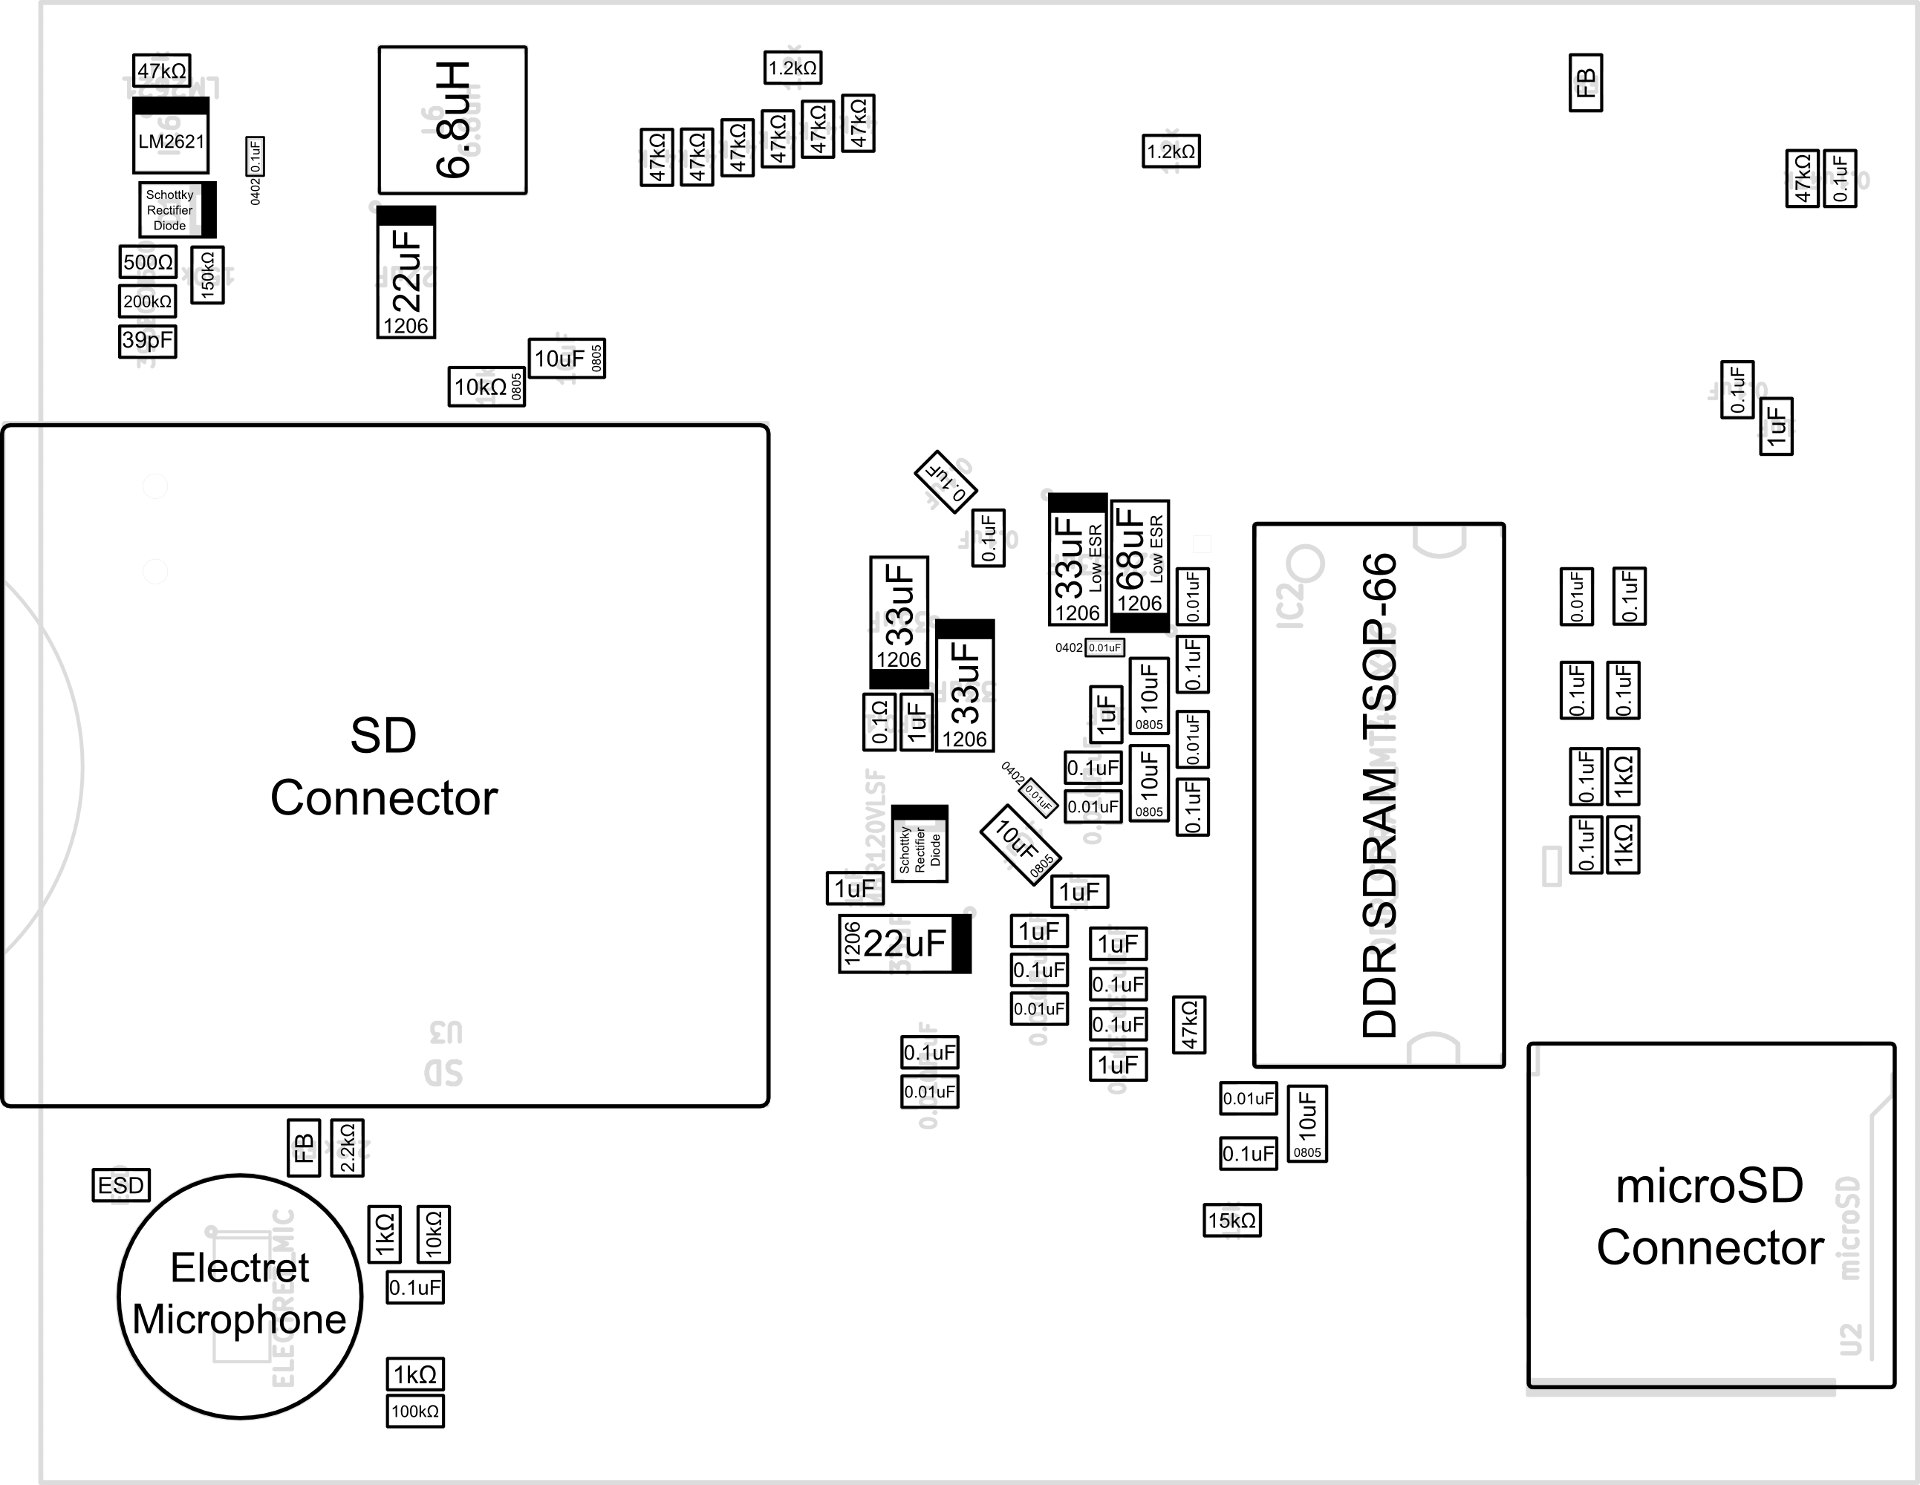 47kΩ
LM2621
LM2621
0.1uF
0402
Schottky
Rectifier
Diode
500Ω
150kΩ
200kΩ
39pF
6.8uH
22uF
1206
10uF
0805
10kΩ
0805
1.2kΩ
47kΩ
47kΩ
47kΩ
47kΩ
47kΩ
47kΩ
1.2kΩ
FB
47kΩ
0.1uF
0.1uF
1uF
SD
Connector
U3
SD
0.1uF
0.1uF
33uF
1206
33uF
1206
0.1Ω
1uF
33uF
Low ESR
1206
68uF
Low ESR
1206
0402
0.01uF
0.01uF
0.1uF
10uF
0805
1uF
0.01uF
0.1uF
10uF
0805
0.01uF
0.1uF
0402
0.01uF
10uF
0805
Schottky
Rectifier
Diode
1uF
1uF
1206
22uF
1uF
0.1uF
0.01uF
1uF
0.1uF
0.1uF
1uF
47kΩ
0.1uF
0.01uF
IC2
DDR SDRAM TSOP-66
0.01uF
0.1uF
0.1uF
0.1uF
0.1uF
1kΩ
0.1uF
1kΩ
0.01uF
10uF
0805
0.1uF
15kΩ
microSD
Connector
microSD
U2
FB
2.2kΩ
ESD
Electret
Microphone
1kΩ
10kΩ
0.1uF
1kΩ
100kΩ